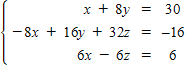 x + 8y = 30
−8x + 16y + 32z = −16
6x − 6z = 6